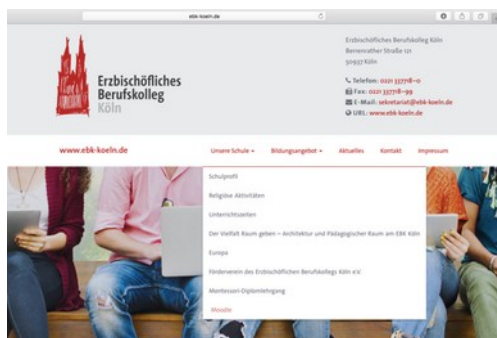 ebk-koeln.de
Erzbischöfliches Berufskolleg Köln
Berrenrather Straße 121
50937 Köln
Telefon: 0221 337718–0
Fax: 0221 337718–99
E-Mail: sekretariat@ebk-koeln.de
URL: www.ebk-koeln.de
Erzbischöfliches
Berufskolleg
Köln
www.ebk-koeln.de
Unsere Schule
Bildungsangebot
Aktuelles
Kontakt
Impressum
Schulprofil
Religiöse Aktivitäten
Unterrichtszeiten
Der Vielfalt Raum geben – Architektur und Pädagogischer Raum am EBK Köln
Europa
Förderverein des Erzbischöflichen Berufskollegs Köln e.V.
Montessori-Diplomlehrgang
Moodle